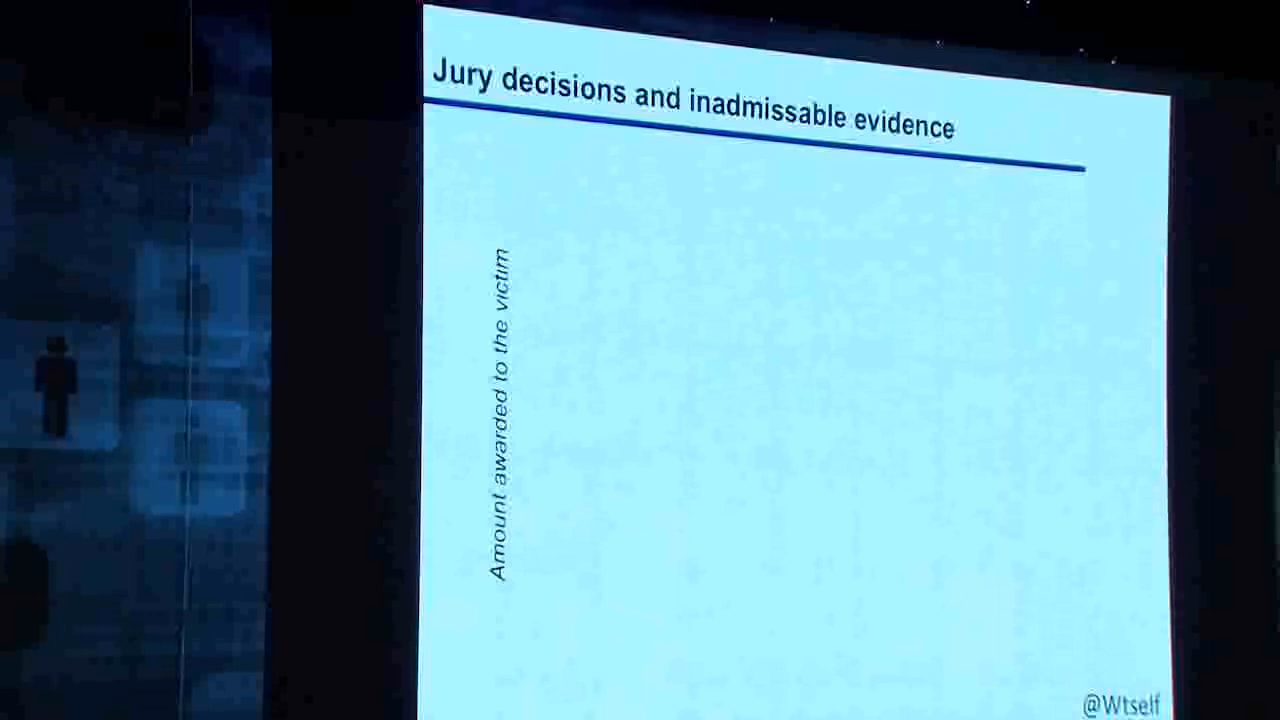 Jury decisions and inadmissable evidence
Amount awarded to the victim
@Wtself